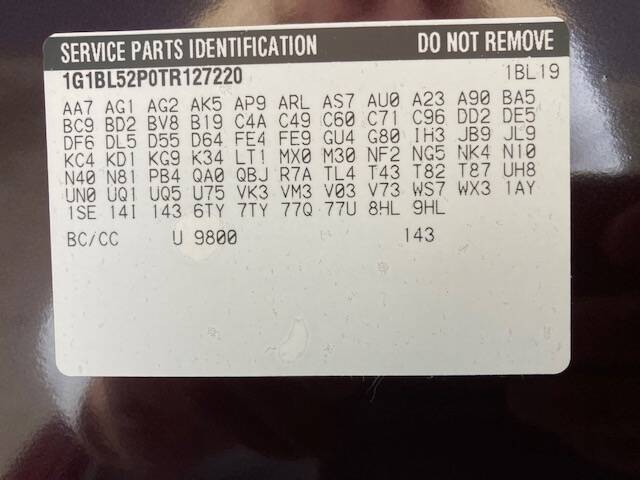 SERVICE PARTS IDENTIFICATION DO NOT REMOVE
1G1BL52P0TR127220 1BL19
AA7 AG1 AG2 AK5 AP9 ARL AS7 AU0 A23 A90 BA5
BC9 BD2 BV8 B19 C4A C49 C60 C71 C96 DD2 DE5
DF6 DL5 D55 D64 FE4 FE9 GU4 G80 IH3 JB9 JL9
KC4 KD1 KG9 K34 LT1 MX0 M30 NF2 NG5 NK4 N10
N40 N81 PB4 QA0 QBJ R7A TL4 T43 T82 T87 UH8
UN0 UQ1 UQ5 U75 VK3 VM3 V03 V73 WS7 WX3 1AY
1SE 14I 143 6TY 7TY 77Q 77U 8HL 9HL
BC/CC U 9800 143